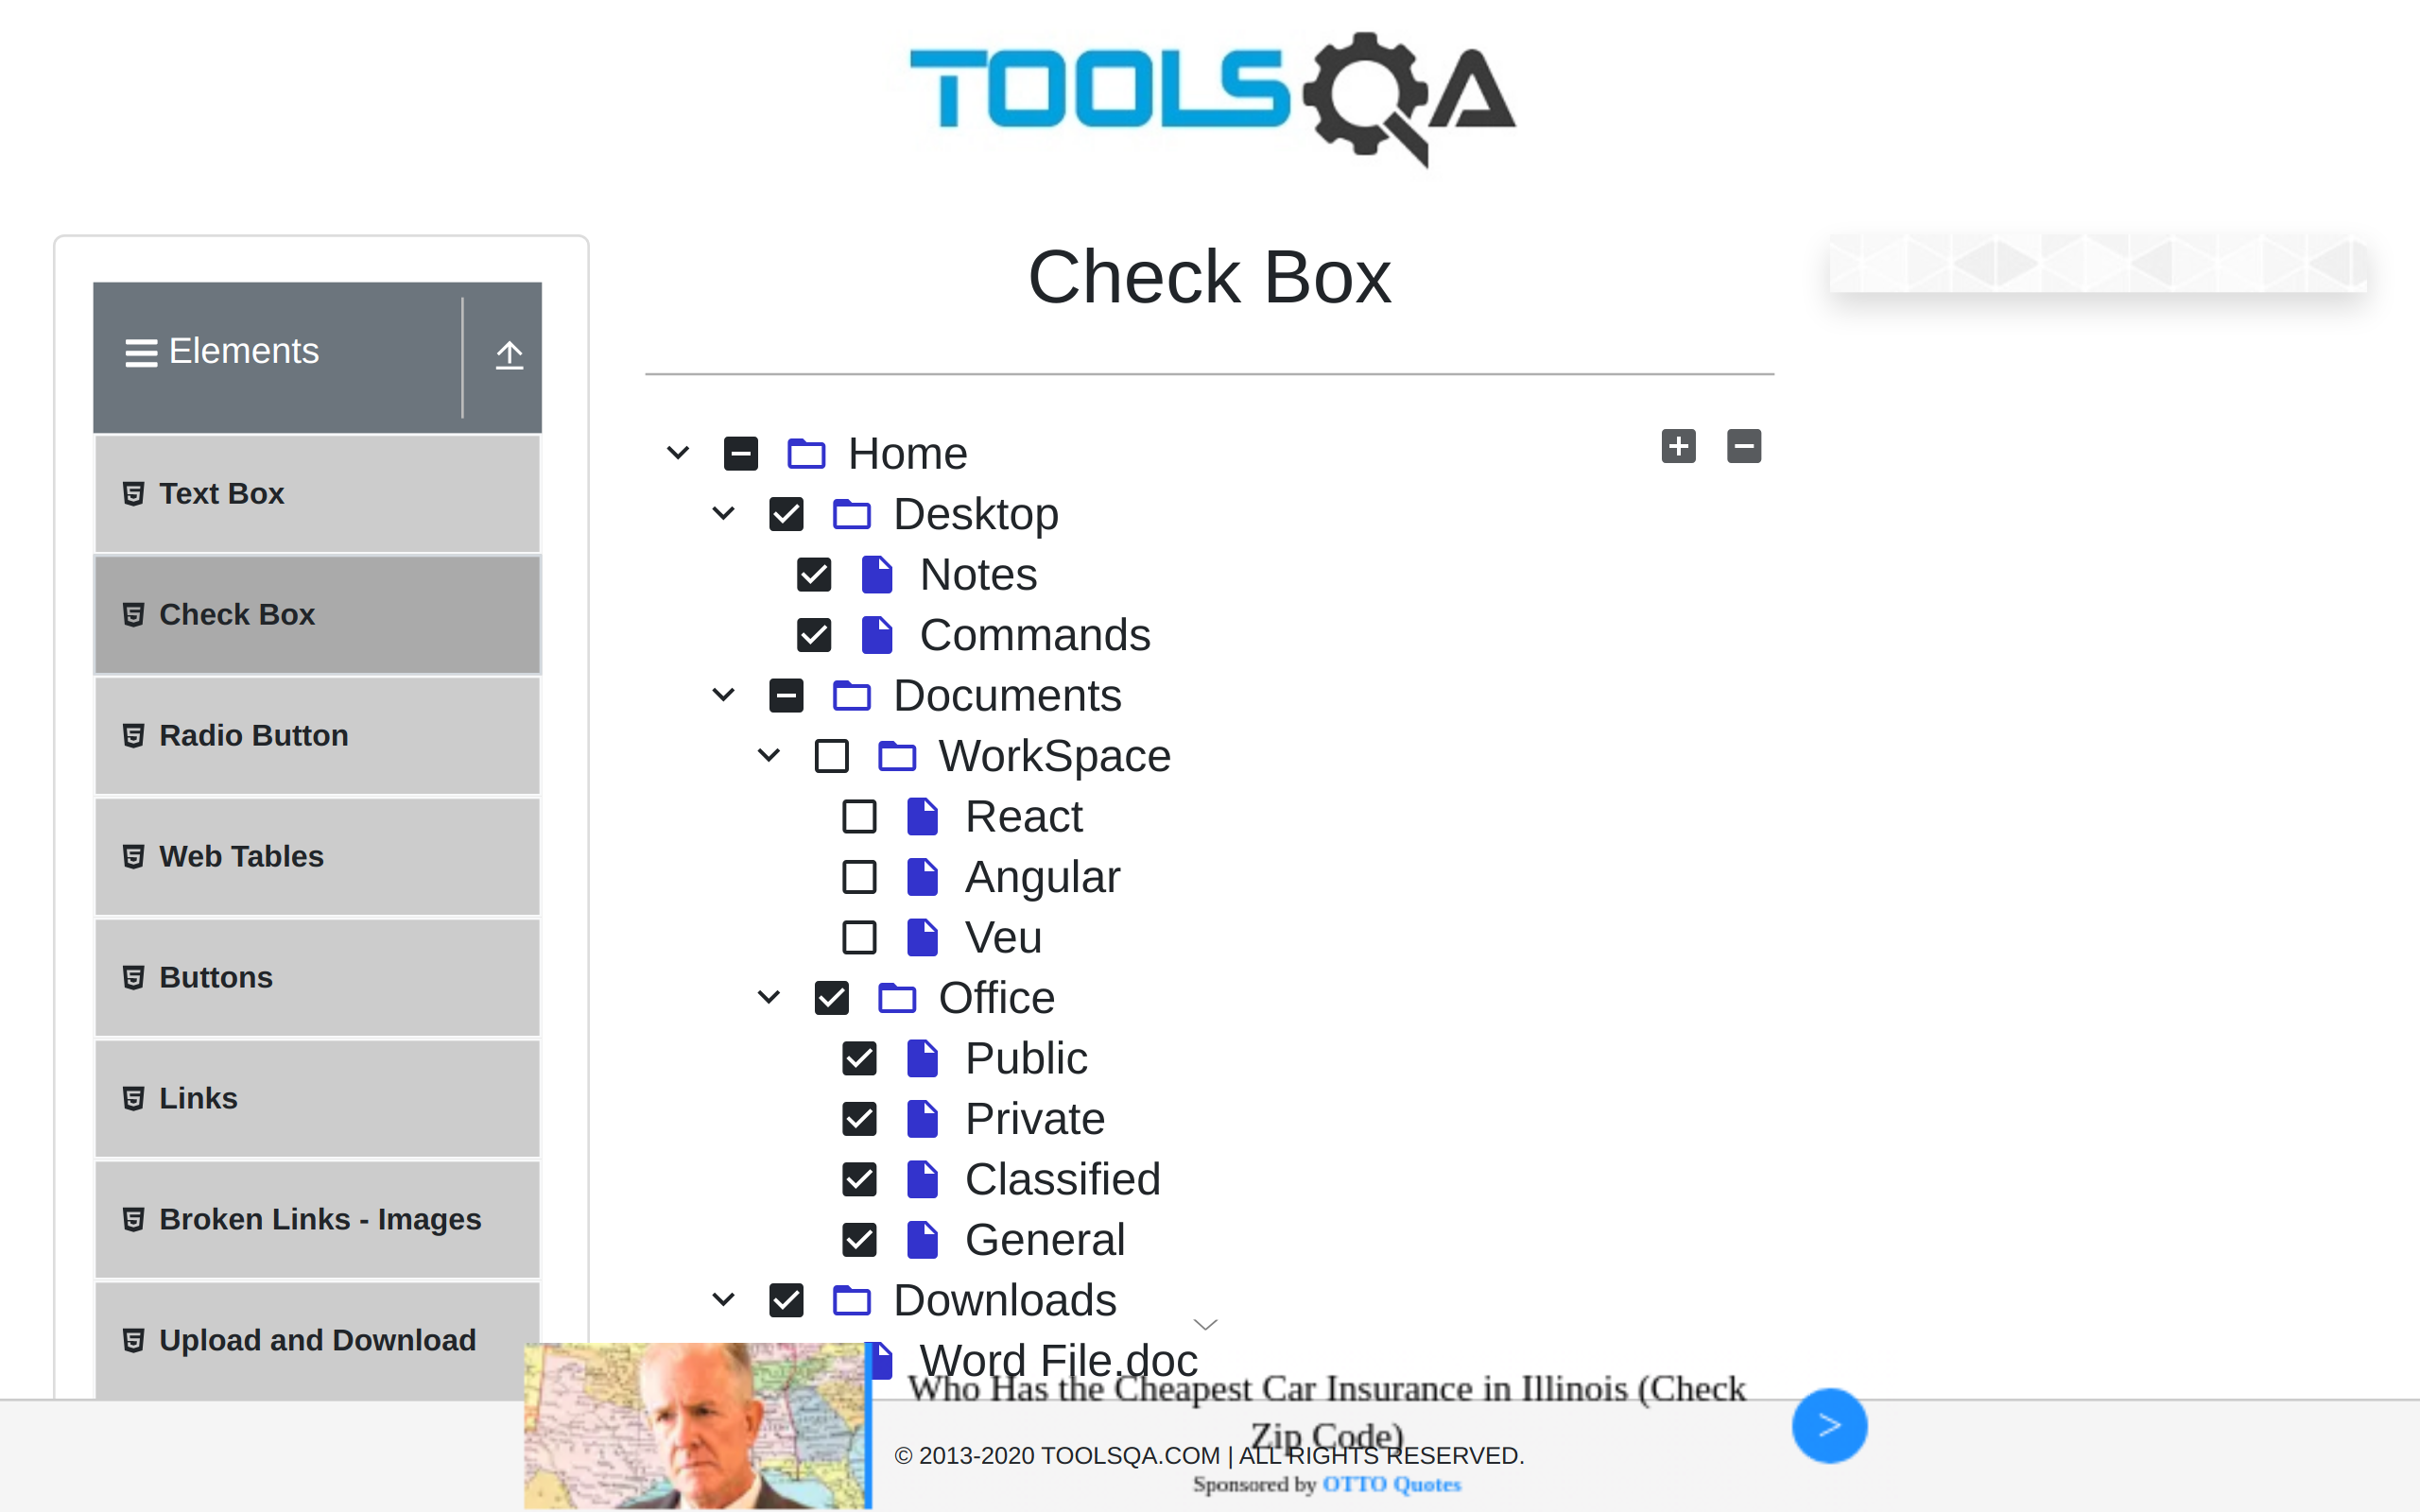 TOOLSQA
Check Box
Elements
Text Box
Check Box
Radio Button
Web Tables
Buttons
Links
Broken Links - Images
Upload and Download
Home
Desktop
Notes
Commands
Documents
WorkSpace
React
Angular
Veu
Office
Public
Private
Classified
General
Downloads
Word File.doc
Who Has the Cheapest Car Insurance in Illinois (Check
Zip Code)
© 2013-2020 TOOLSQA.COM | ALL RIGHTS RESERVED.
Sponsored by OTTO Quotes